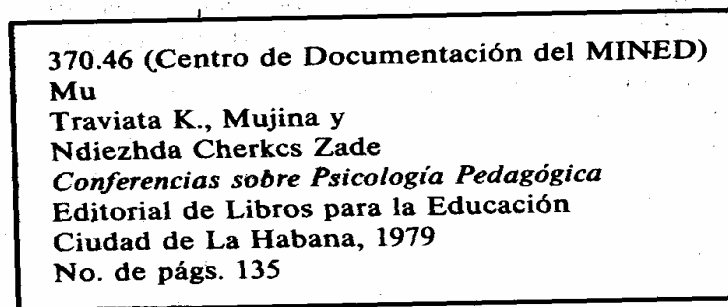 370.46 (Centro de Documentación del MINED)
Mu
Traviata K., Mujina y
Ndiezhda Cherkcs Zade
Conferencias sobre Psicología Pedagógica
Editorial de Libros para la Educación
Ciudad de La Habana, 1979
No. de págs. 135